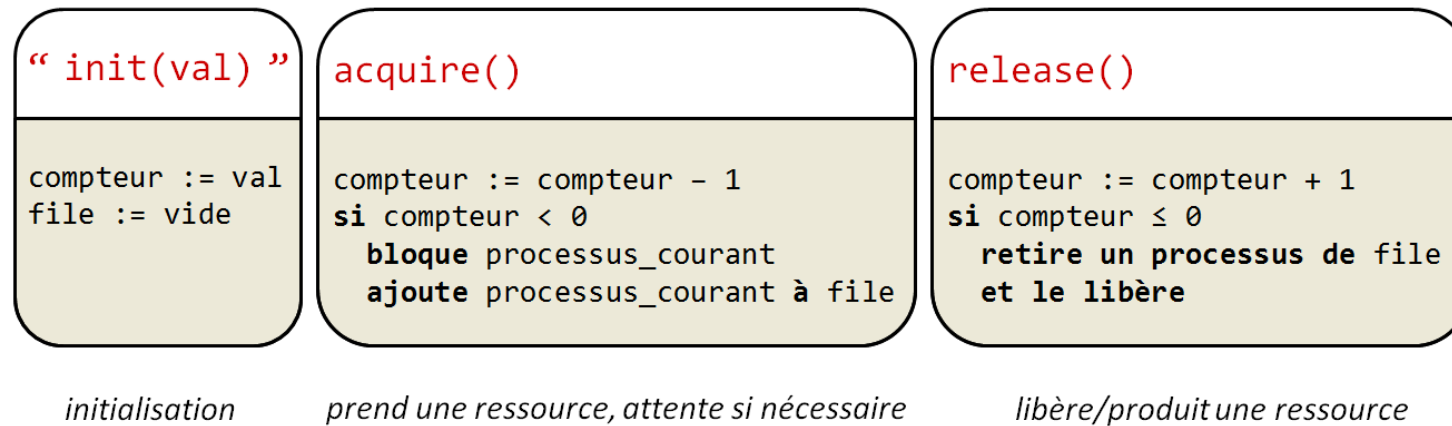 “ init(val) ”
compteur := val
file := vide
initialisation
acquire()
compteur := compteur – 1
si compteur < 0
bloque processus_courant
ajoute processus_courant à file
prend une ressource, attente si nécessaire
release()
compteur := compteur + 1
si compteur ≤ 0
retire un processus de file
et le libère
libère/produit une ressource